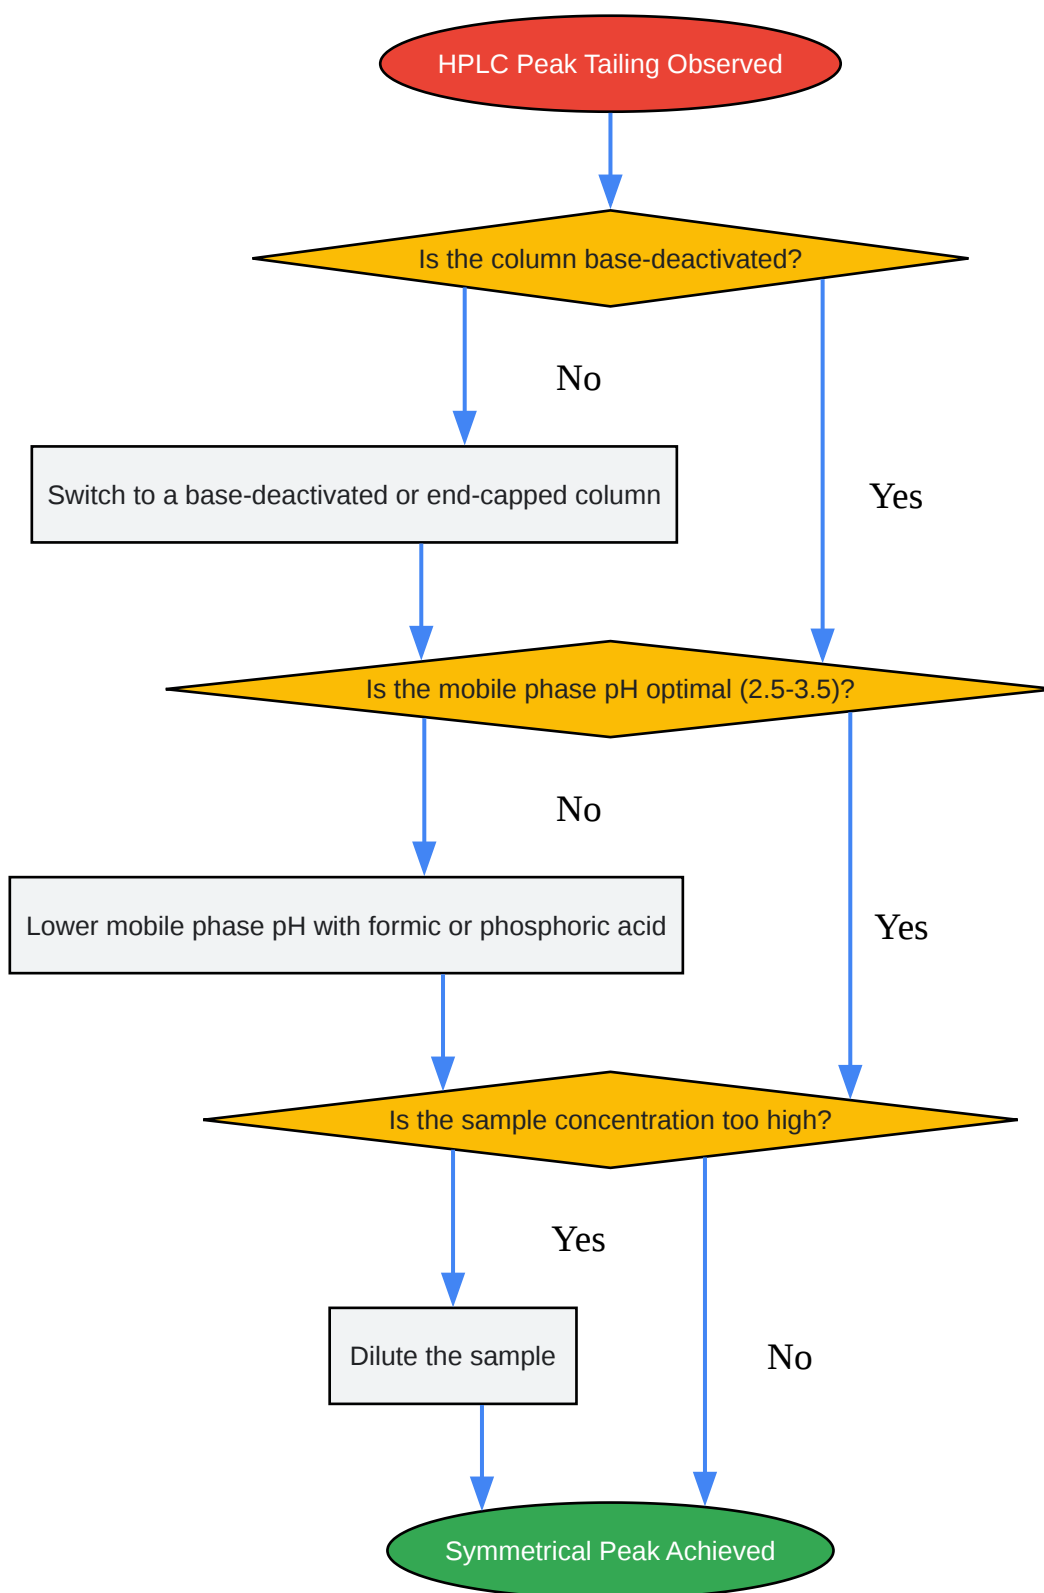 HPLC Peak Tailing Observed
Is the column base-deactivated?
No
Switch to a base-deactivated or end-capped column
Yes
Is the mobile phase pH optimal (2.5-3.5)?
No
Lower mobile phase pH with formic or phosphoric acid
Yes
Is the sample concentration too high?
Yes
Dilute the sample
No
Symmetrical Peak Achieved